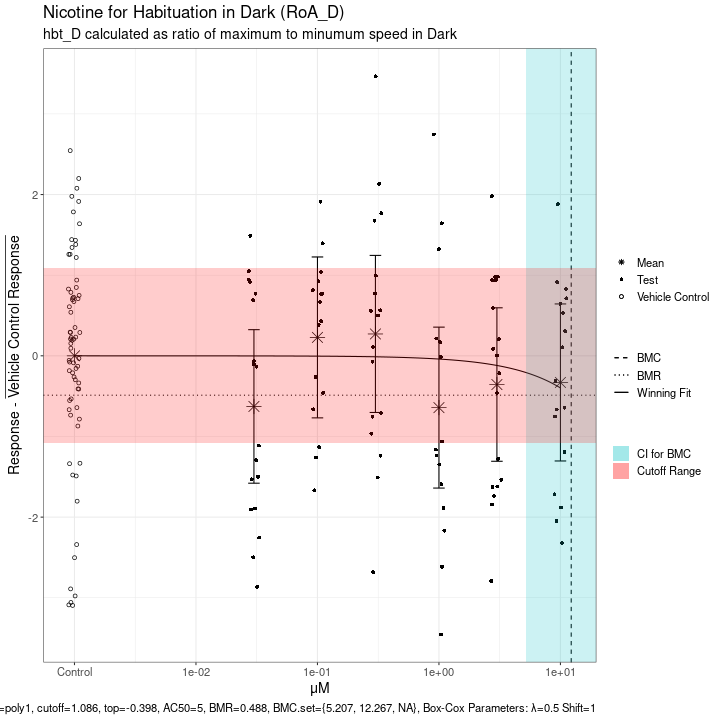 Nicotine for Habituation in Dark (RoA_D)
hbt_D calculated as ratio of maximum to minumum speed in Dark
Response - Vehicle Control Response
2
0
-2
Control
1e-02
1e-01
1e+00
1e+01
µM
Mean
Test
Vehicle Control
BMC
BMR
Winning Fit
CI for BMC
Cutoff Range
=poly1, cutoff=1.086, top=-0.398, AC50=5, BMR=0.488, BMC.set={5.207, 12.267, NA}, Box-Cox Parameters: λ=0.5 Shift=1